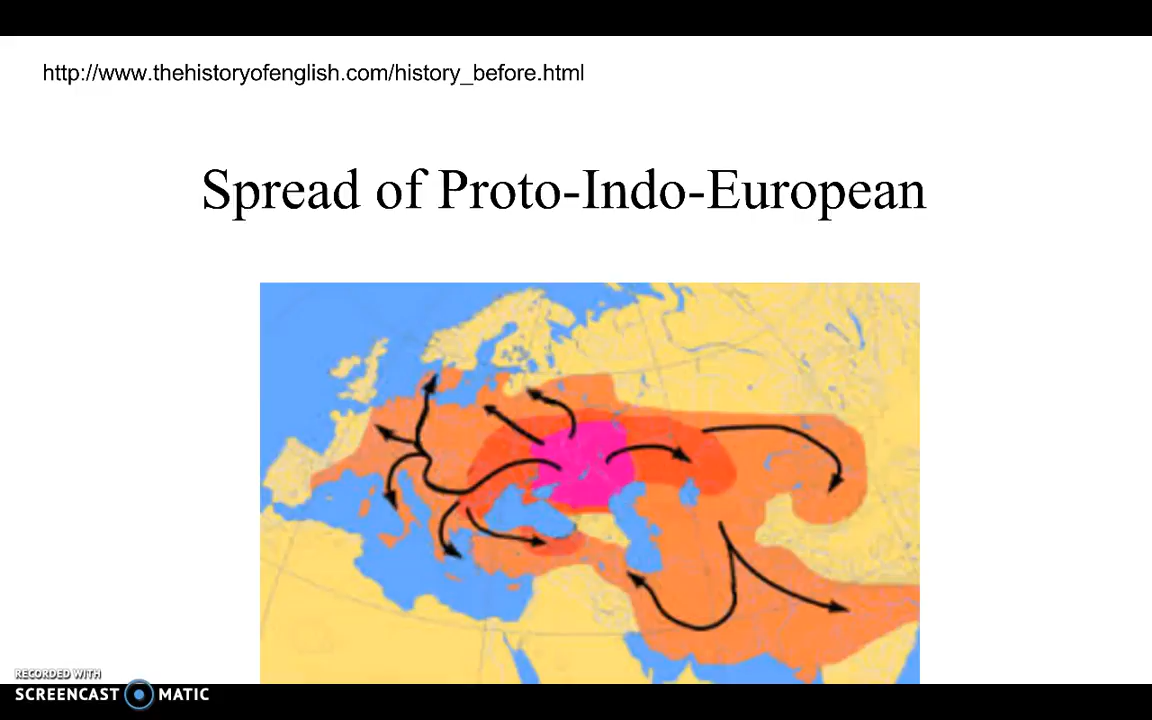 http://www.thehistoryofenglish.com/history_before.html
Spread of Proto-Indo-European
RECORDED WITH
SCREENCAST MATIC